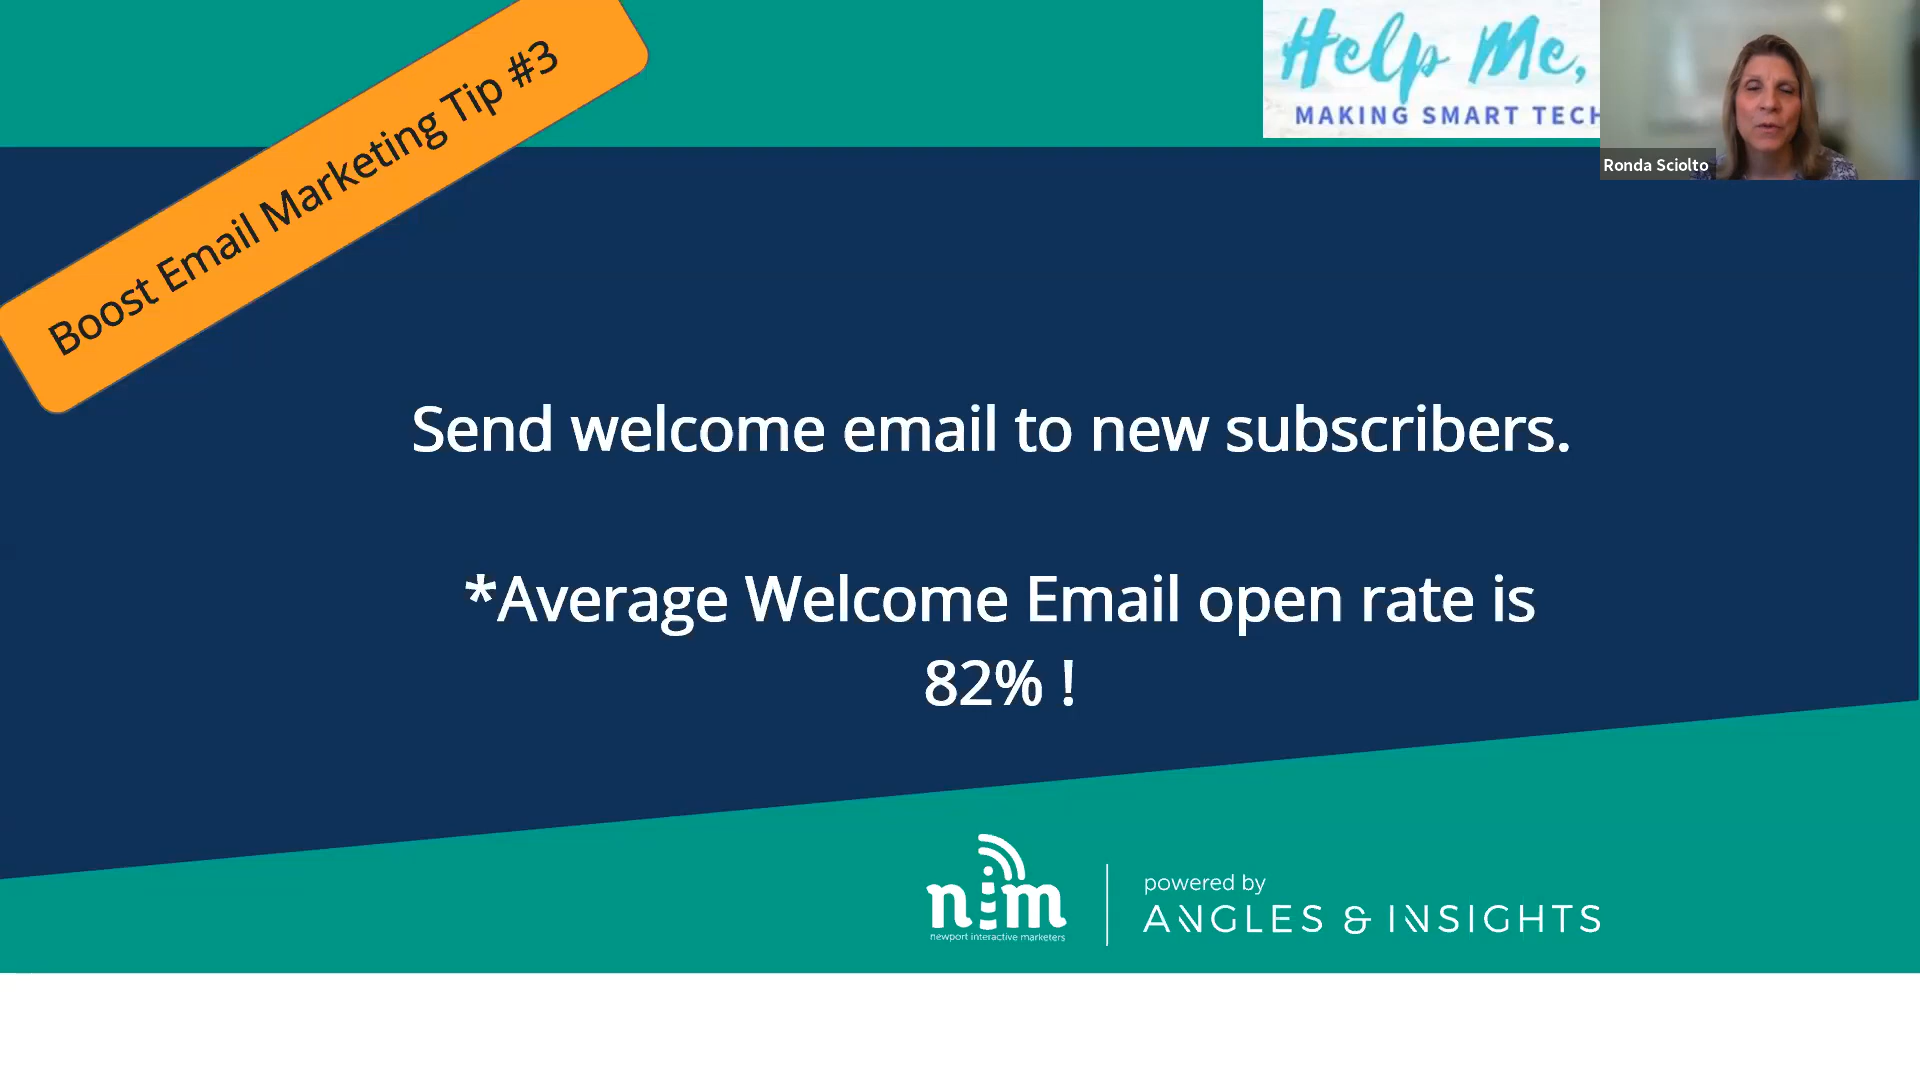 Boost Email Marketing Tip #3
Help Me,
MAKING SMART TECH
Ronda Sciolto
Send welcome email to new subscribers.
*Average Welcome Email open rate is
82% !
nim
newport interactive marketers
powered by
ANGLES & INSIGHTS